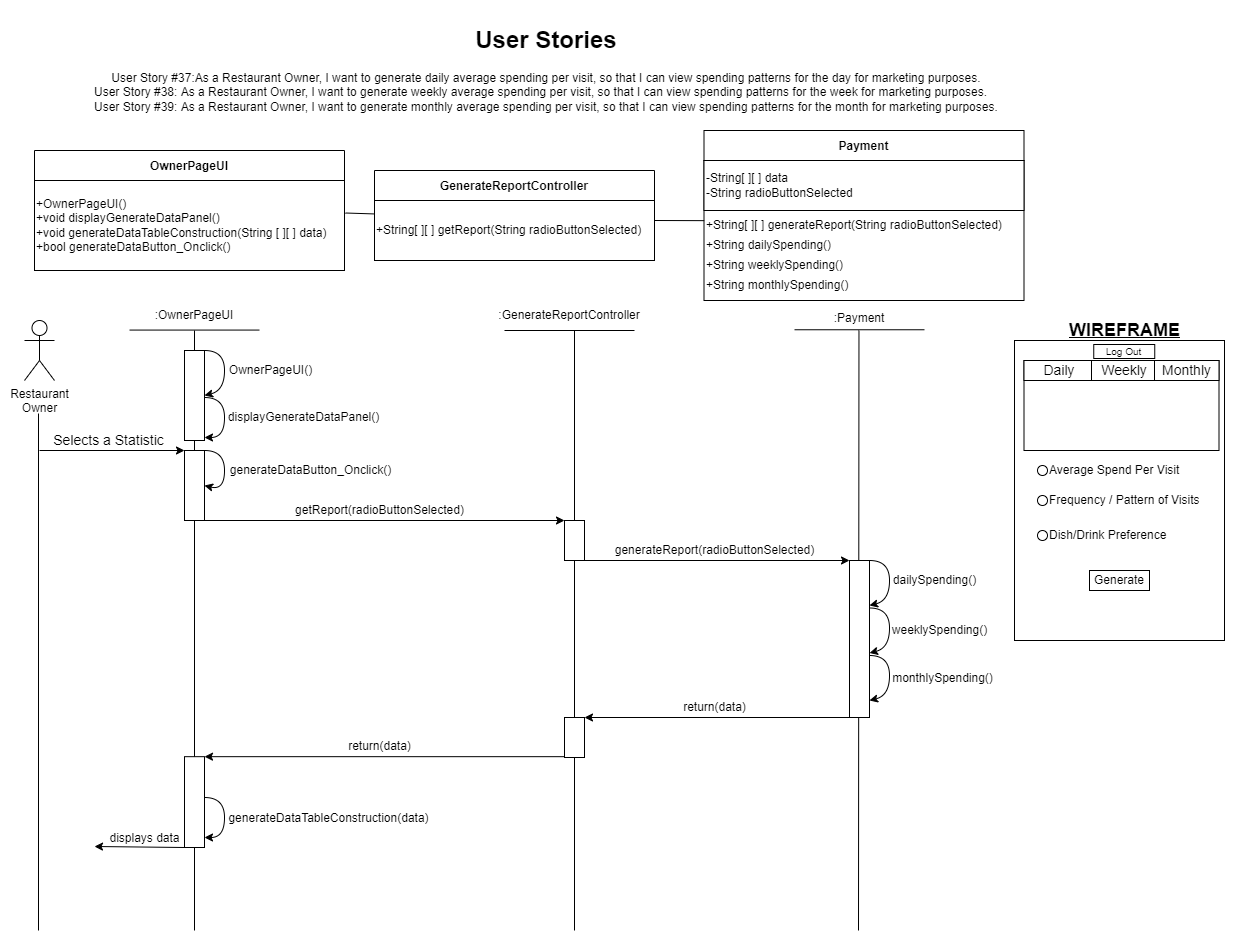 User Stories
User Story #37:As a Restaurant Owner, I want to generate daily average spending per visit, so that I can view spending patterns for the day for marketing purposes.
User Story #38: As a Restaurant Owner, I want to generate weekly average spending per visit, so that I can view spending patterns for the week for marketing purposes.
User Story #39: As a Restaurant Owner, I want to generate monthly average spending per visit, so that I can view spending patterns for the month for marketing purposes.
OwnerPageUI
+OwnerPageUI()
+void displayGenerateDataPanel()
+void generateDataTableConstruction(String [ ][ ] data)
+bool generateDataButton_Onclick()
GenerateReportController
+String[ ][ ] getReport(String radioButtonSelected)
Payment
-String[ ][ ] data
-String radioButtonSelected
+String[ ][ ] generateReport(String radioButtonSelected)
+String dailySpending()
+String weeklySpending()
+String monthlySpending()
:OwnerPageUI
:GenerateReportController
:Payment
Restaurant
Owner
OwnerPageUI()
displayGenerateDataPanel()
Selects a Statistic
generateDataButton_Onclick()
getReport(radioButtonSelected)
generateReport(radioButtonSelected)
dailySpending()
weeklySpending()
monthlySpending()
return(data)
return(data)
generateDataTableConstruction(data)
displays data
WIREFRAME
Log Out
Daily
Weekly
Monthly
Average Spend Per Visit
Frequency / Pattern of Visits
Dish/Drink Preference
Generate